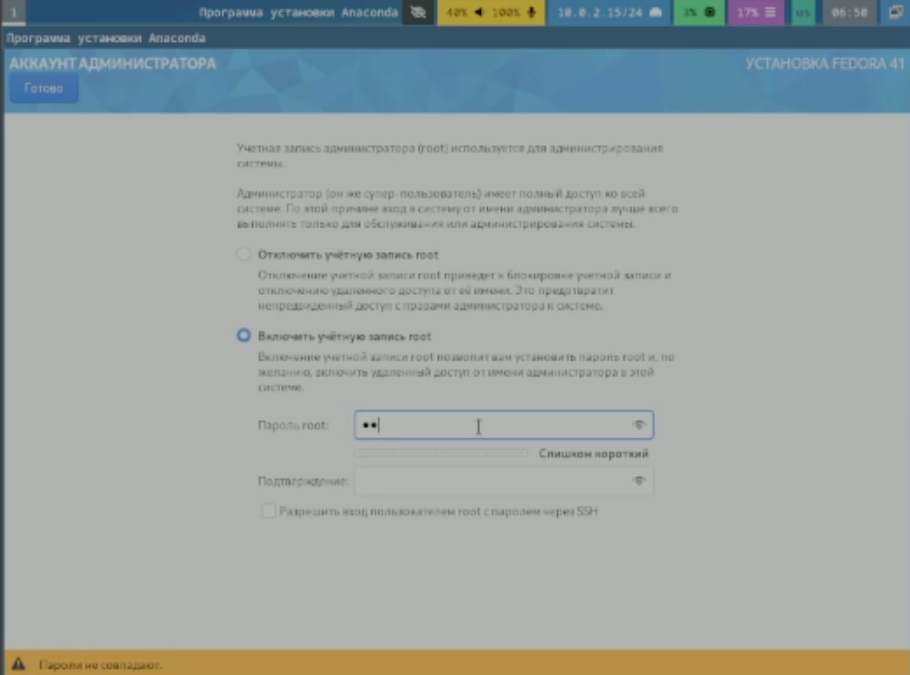 1 Программа установки Anaconda 40% 100% 10.0.2.15/24 3% 17% us 06:50
Программа установки Anaconda
АККАУНТ АДМИНИСТРАТОРА УСТАНОВКА FEDORA 41
Готово
Учетная запись администратора (root) используется для администрирования
системы.
Администратор (он же супер-пользователь) имеет полный доступ ко всей
системе. По этой причине вход в систему от имени администратора лучше всего
выполнять только для обслуживания или администрирования системы.
Отключить учётную запись root
Отключение учетной записи root приведет к блокировке учетной записи и
отключению удаленного доступа от её имени. Это предотвратит
непредвиденный доступ с правами администратора к системе.
Включить учётную запись root
Включение учетной записи root позволит вам установить пароль root и, по
желанию, включить удаленный доступ от имени администратора в этой
системе.
Пароль root: ••
Слишком короткий
Подтверждение:
Разрешить вход пользователем root с паролем через SSH
Пароли не совпадают.